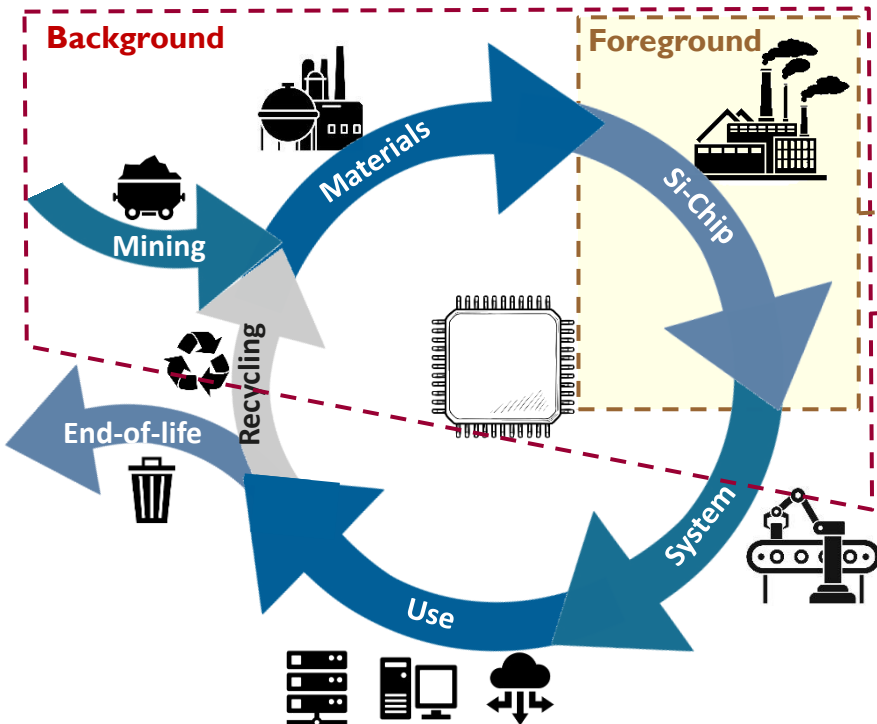 Background
Foreground
Materials
Si-Chip
Mining
Recycling
End-of-life
System
Use